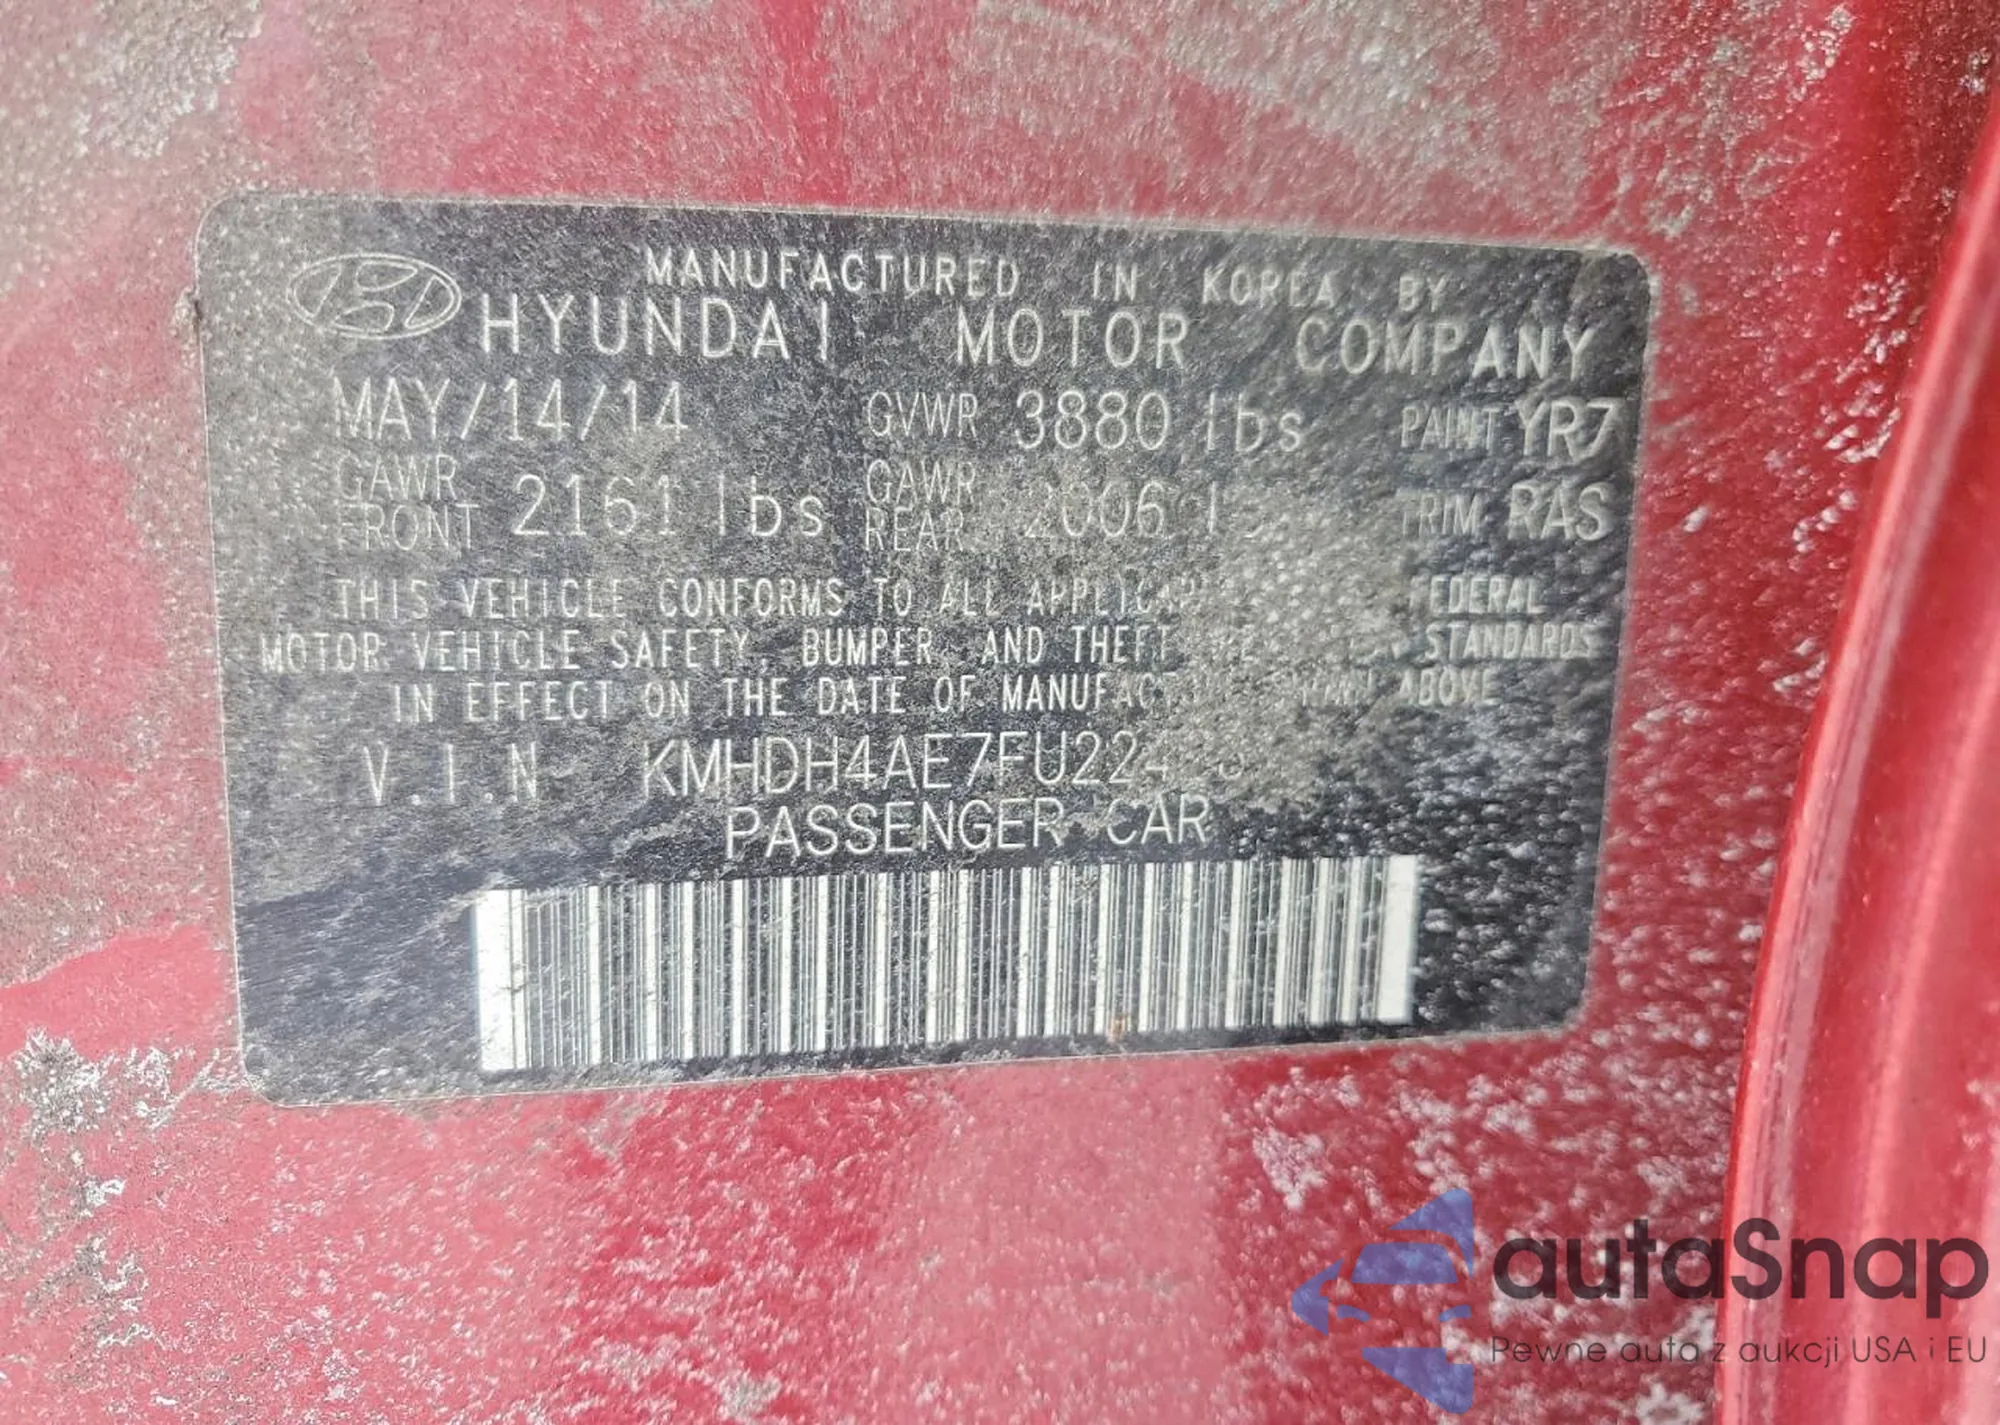 MANUFACTURED IN KOREA BY
HYUNDAI MOTOR COMPANY
MAY/14/14 GVWR 3880 lbs PAINT YR7
GAWR FRONT 2161 lbs GAWR REAR 2006 TRIM RAS
THIS VEHICLE CONFORMS TO ALL FEDERAL
MOTOR VEHICLE SAFETY, BUMPER, AND THEFT STANDARDS
IN EFFECT ON THE DATE OF ABOVE
V.I.N
PASSENGER CAR
autaSnap
Pewne auta z aukcji USA i EU